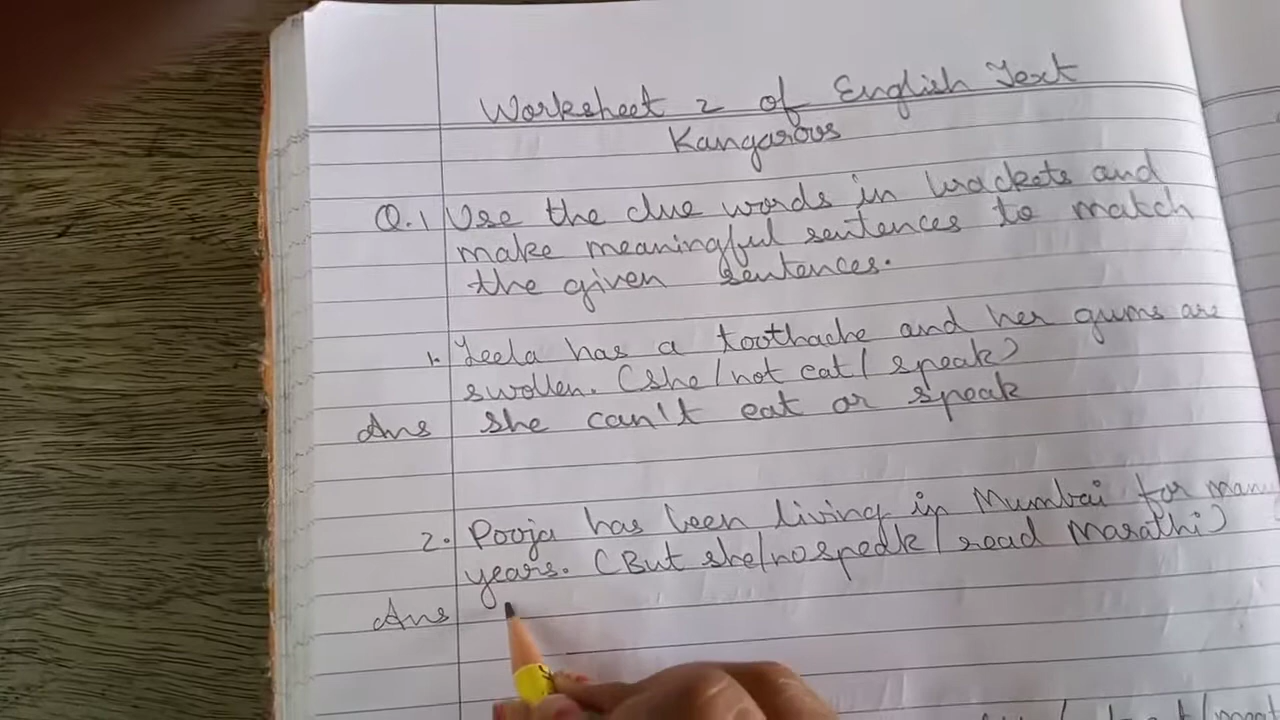 Worksheet 2 of English Text
Kangaroos
Q.1 Use the clue words in brackets and
make meaningful sentences to match
the given sentences.
1. Leela has a toothache and her gums are
swollen. (she/not eat/speak)
Ans she can't eat or speak
2. Pooja has been living in Mumbai for many
years. (But she/no speak/read Marathi)
Ans